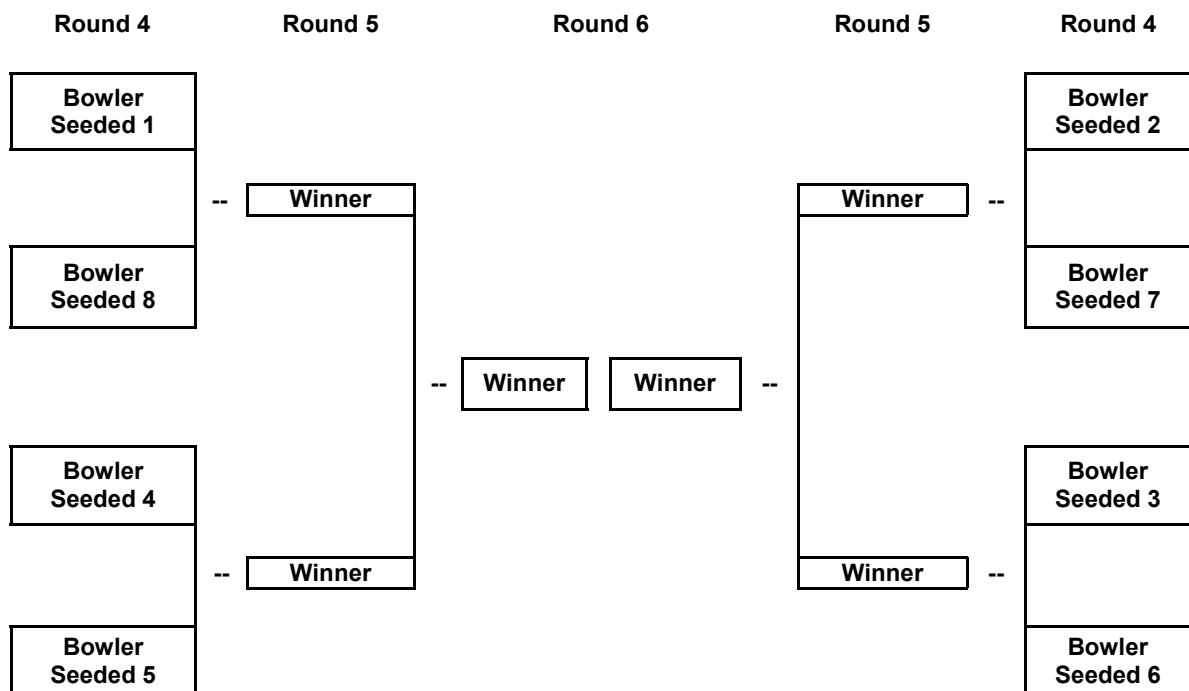 Round 4 Round 5 Round 6 Round 5 Round 4
Bowler
Seeded 1
Bowler
Seeded 2
-- Winner
Winner --
Bowler
Seeded 8
Bowler
Seeded 7
-- Winner Winner --
Bowler
Seeded 4
Bowler
Seeded 3
-- Winner
Winner --
Bowler
Seeded 5
Bowler
Seeded 6